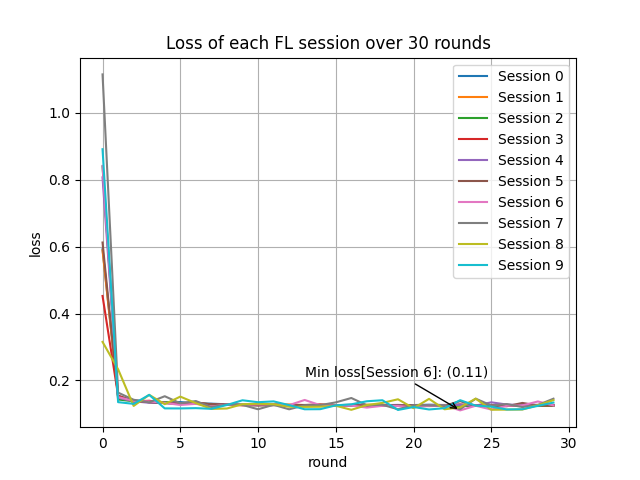 Loss of each FL session over 30 rounds
loss
1.0
0.8
0.6
0.4
0.2
Session 0
Session 1
Session 2
Session 3
Session 4
Session 5
Session 6
Session 7
Session 8
Session 9
Min loss[Session 6]: (0.11)
0 5 10 15 20 25 30
round